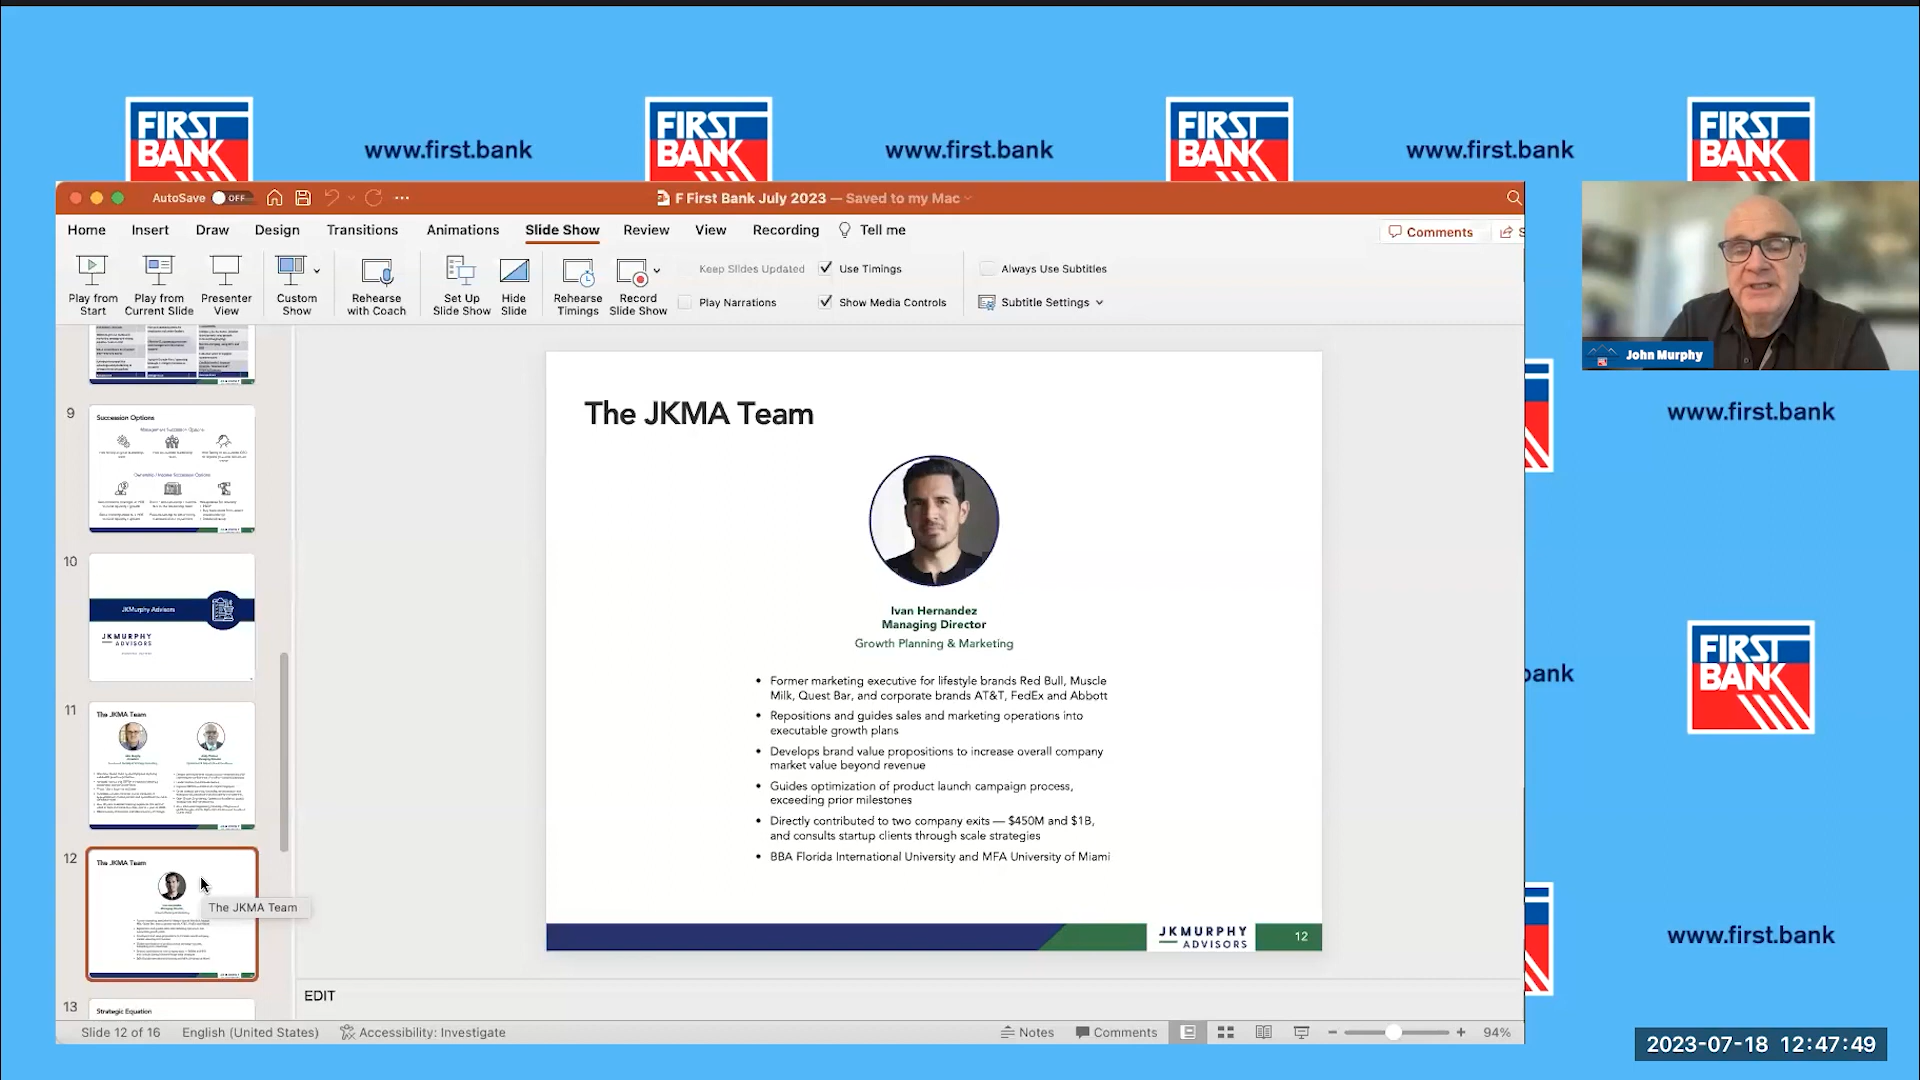 FIRST
BANK
www.first.bank
FIRST
BANK
www.first.bank
FIRST
BANK
www.first.bank
FIRST
BANK
AutoSave OFF
F First Bank July 2023 — Saved to my Mac
Home Insert Draw Design Transitions Animations Slide Show Review View Recording Tell me
Comments
Play from
Start
Play from
Current Slide
Presenter
View
Custom
Show
Rehearse
with Coach
Set Up
Slide Show
Hide
Slide
Rehearse
Timings
Record
Slide Show
Keep Slides Updated
Use Timings
Play Narrations
Show Media Controls
Always Use Subtitles
Subtitle Settings
9
Succession Options
10
JKMurphy Advisors
JKMURPHY
ADVISORS
11
The JKMA Team
12
The JKMA Team
The JKMA Team
13
Strategic Equation
The JKMA Team
Ivan Hernandez
Managing Director
Growth Planning & Marketing
• Former marketing executive for lifestyle brands Red Bull, Muscle
Milk, Quest Bar, and corporate brands AT&T, FedEx and Abbott
• Repositions and guides sales and marketing operations into
executable growth plans
• Develops brand value propositions to increase overall company
market value beyond revenue
• Guides optimization of product launch campaign process,
exceeding prior milestones
• Directly contributed to two company exits — $450M and $1B,
and consults startup clients through scale strategies
• BBA Florida International University and MFA University of Miami
JKMURPHY
ADVISORS
12
EDIT
Slide 12 of 16 English (United States) Accessibility: Investigate
Notes Comments 94%
John Murphy
www.first.bank
FIRST
BANK
www.first.bank
2023-07-18 12:47:49